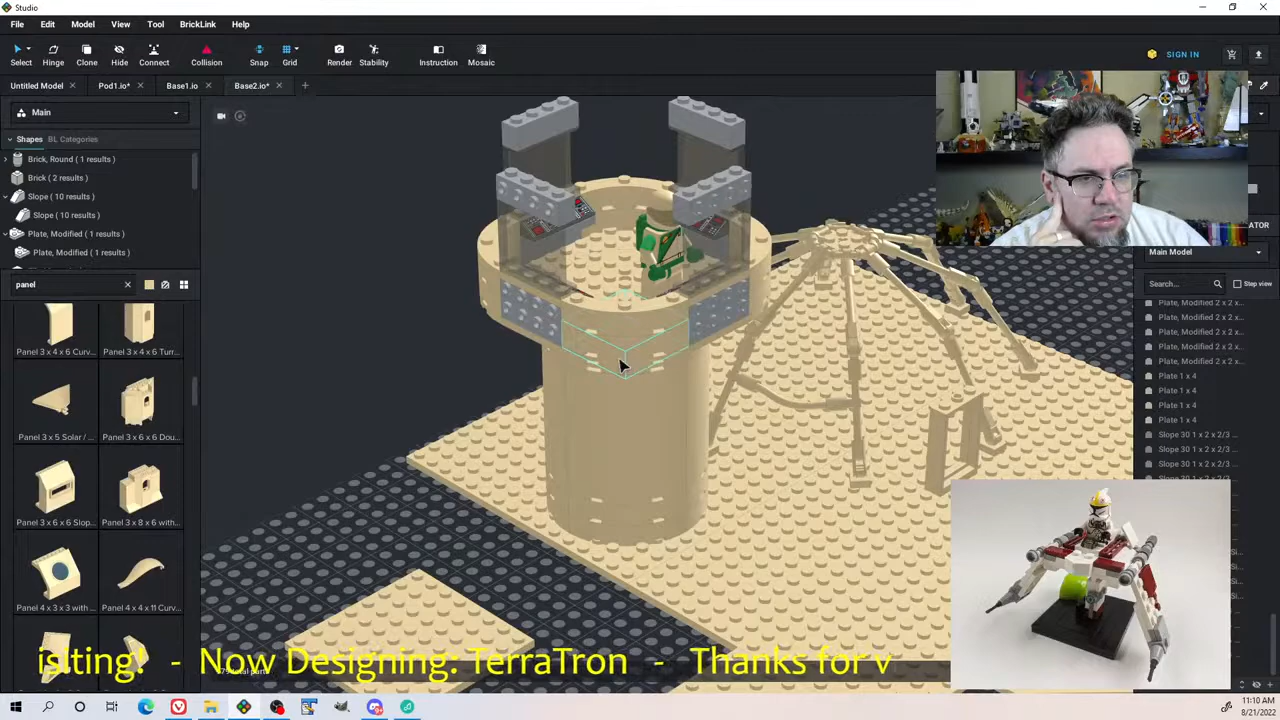 Studio
File Edit Model View Tool BrickLink Help
Select Hinge Clone Hide Connect Collision Snap Grid Render Stability Instruction Mosaic
SIGN IN
Untitled Model Pod1.io* Base1.io Base2.io*
Main
Shapes BL Categories
Brick, Round ( 1 results )
Brick ( 2 results )
Slope ( 10 results )
Slope ( 10 results )
Plate, Modified ( 1 results )
Plate, Modified ( 1 results )
panel
Panel 3 x 4 x 6 Curv... Panel 3 x 4 x 6 Turr...
Panel 3 x 5 Solar / ... Panel 3 x 6 x 6 Dou...
Panel 3 x 6 x 6 Slop... Panel 3 x 8 x 6 with...
Panel 4 x 3 x 3 with ... Panel 4 x 4 x 11 Curv...
Main Model
Search... Step view
Plate, Modified 2 x 2 x...
Plate, Modified 2 x 2 x...
Plate, Modified 2 x 2 x...
Plate, Modified 2 x 2 x...
Plate, Modified 2 x 2 x...
Plate 1 x 4
Plate 1 x 4
Plate 1 x 4
Plate 1 x 4
Slope 30 1 x 2 x 2/3 ...
Slope 30 1 x 2 x 2/3 ...
Slope 30 1 x 2 x 2/3 ...
Slope 30 1 x 2 x 2/3 ...
isiting! - Now Designing: TerraTron - Thanks for v
11:10 AM
8/21/2022